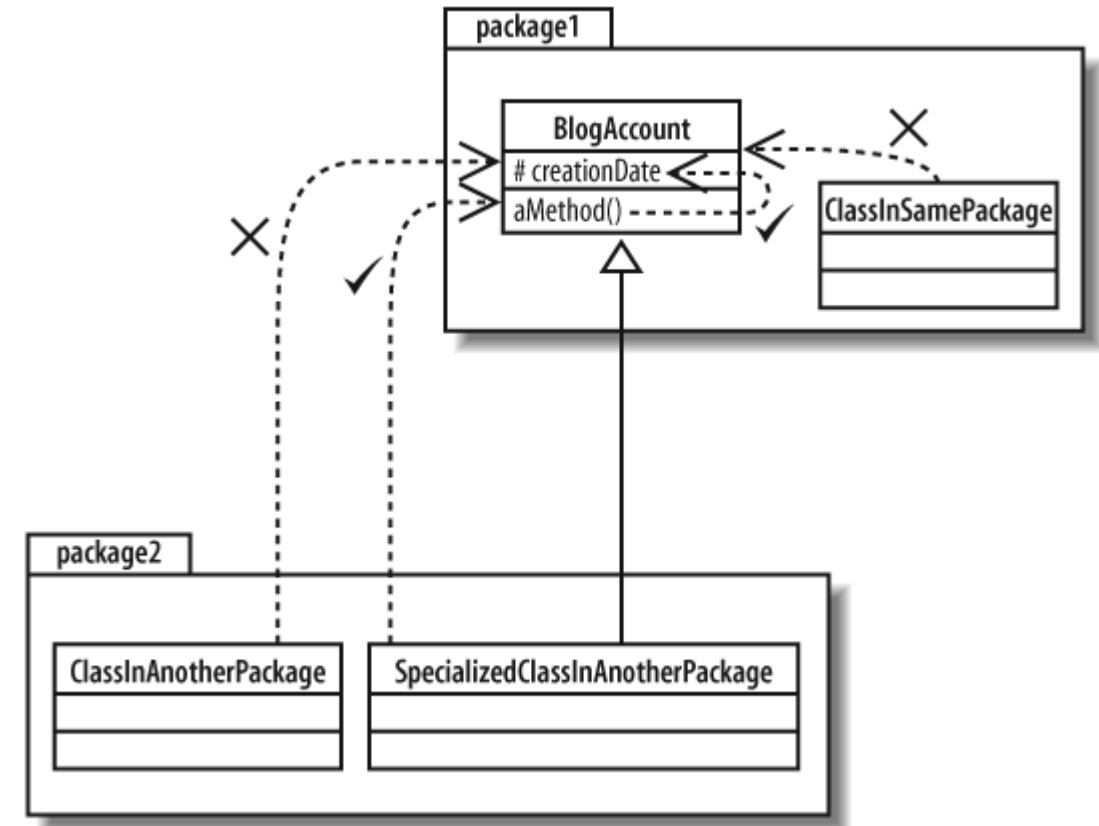 package1
BlogAccount
# creationDate
aMethod()
ClassInSamePackage
package2
ClassInAnotherPackage
SpecializedClassInAnotherPackage